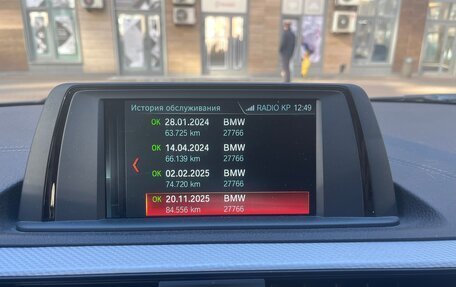 История обслуживания RADIO KP 12:49
OK 28.01.2024 BMW
63.725 km 27766
OK 14.04.2024 BMW
66.139 km 27766
OK 02.02.2025 BMW
74.720 km 27766
OK 20.11.2025 BMW
84.556 km 27766